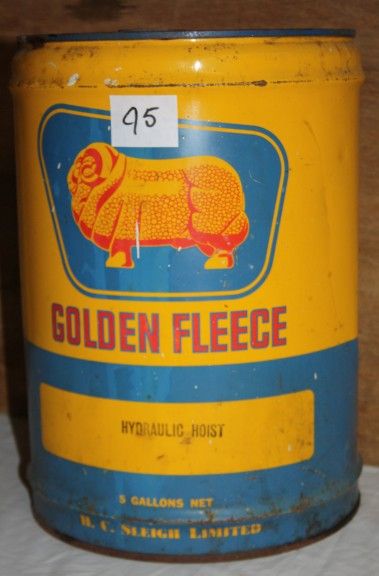 95
GOLDEN FLEECE
HYDRAULIC HOIST
5 GALLONS NET
H. C. SLEIGH LIMITED